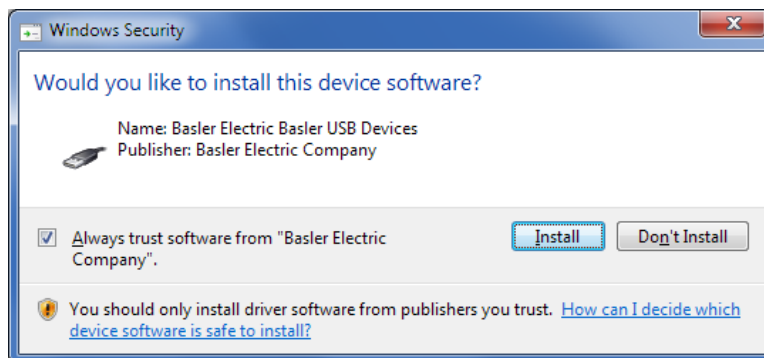 Windows Security
Would you like to install this device software?
Name: Basler Electric Basler USB Devices
Publisher: Basler Electric Company
Always trust software from "Basler Electric
Company".
Install
Don't Install
You should only install driver software from publishers you trust. How can I decide which
device software is safe to install?